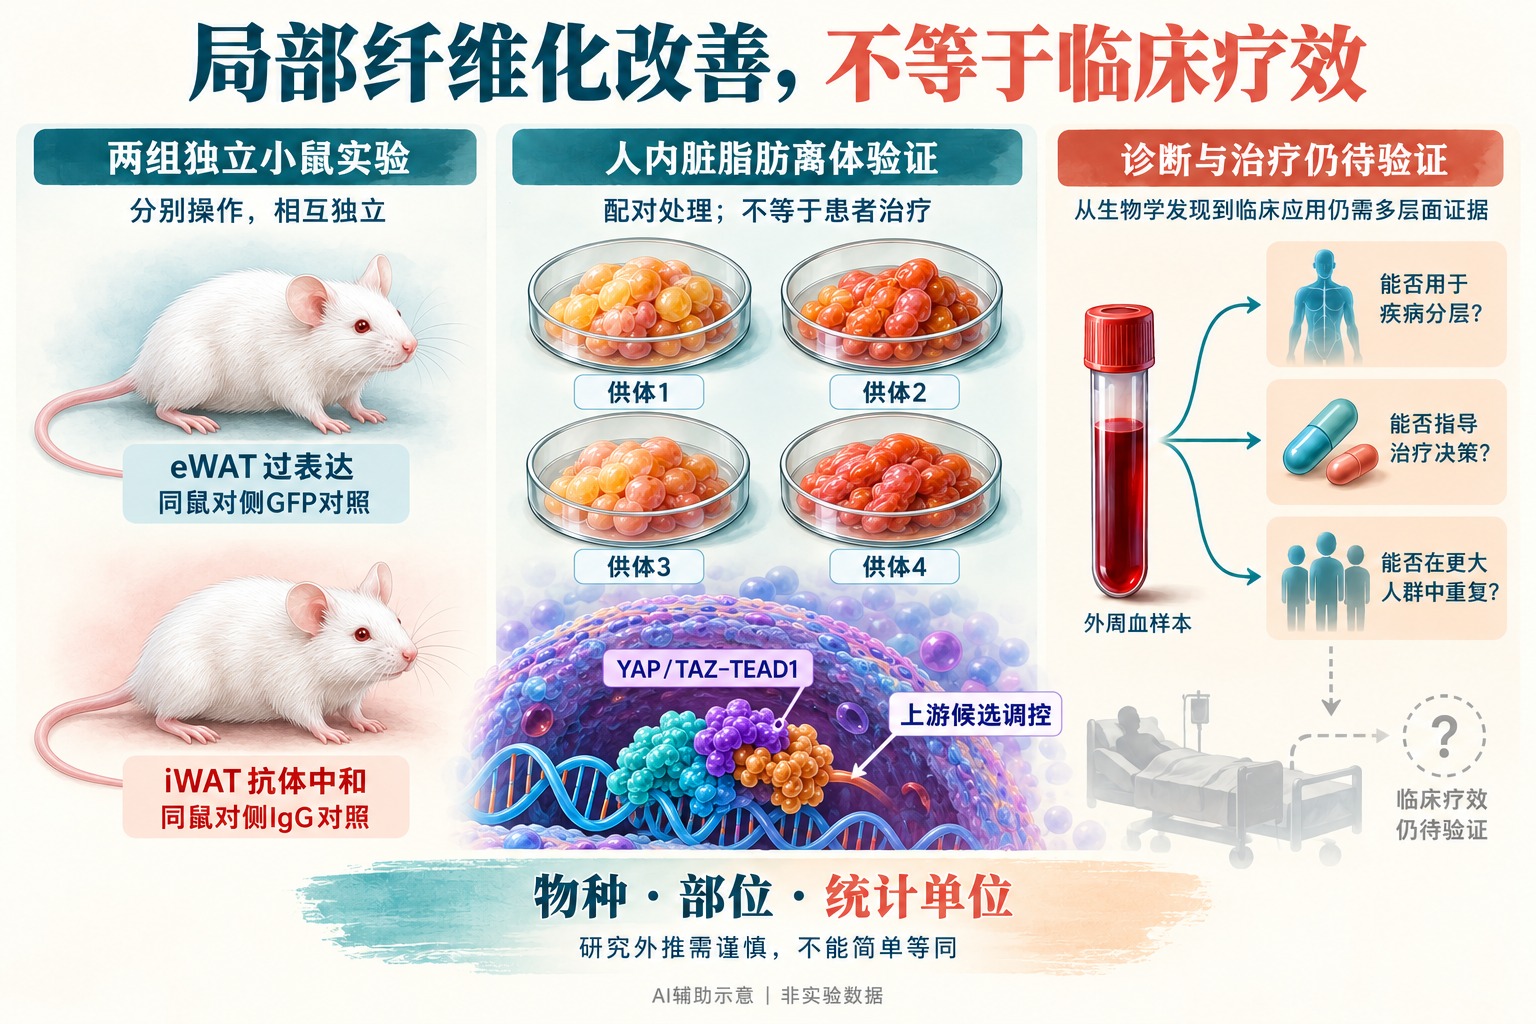 局部纤维化改善，不等于临床疗效
两组独立小鼠实验
分别操作，相互独立
eWAT 过表达
同鼠对侧GFP对照
iWAT 抗体中和
同鼠对侧IgG对照
人内脏脂肪离体验证
配对处理；不等于患者治疗
供体1
供体2
供体3
供体4
YAP/TAZ-TEAD1
上游候选调控
诊断与治疗仍待验证
从生物学发现到临床应用仍需多层面证据
能否用于
疾病分层？
能否指导
治疗决策？
能否在更大
人群中重复？
外周血样本
?
临床疗效
仍待验证
物种·部位·统计单位
研究外推需谨慎，不能简单等同
AI辅助示意｜非实验数据